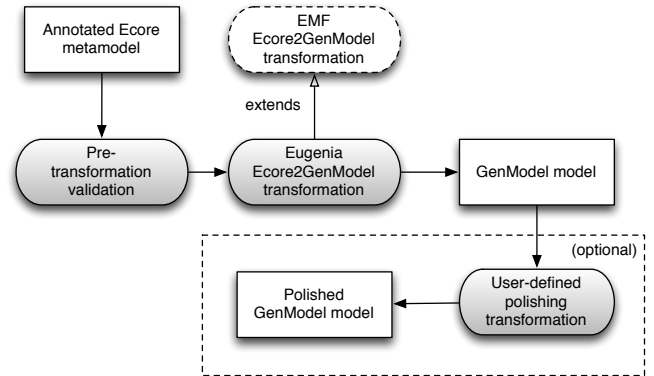 Annotated Ecore
metamodel
EMF
Ecore2GenModel
transformation
extends
Pre-
transformation
validation
Eugenia
Ecore2GenModel
transformation
GenModel model
(optional)
Polished
GenModel model
User-defined
polishing
transformation